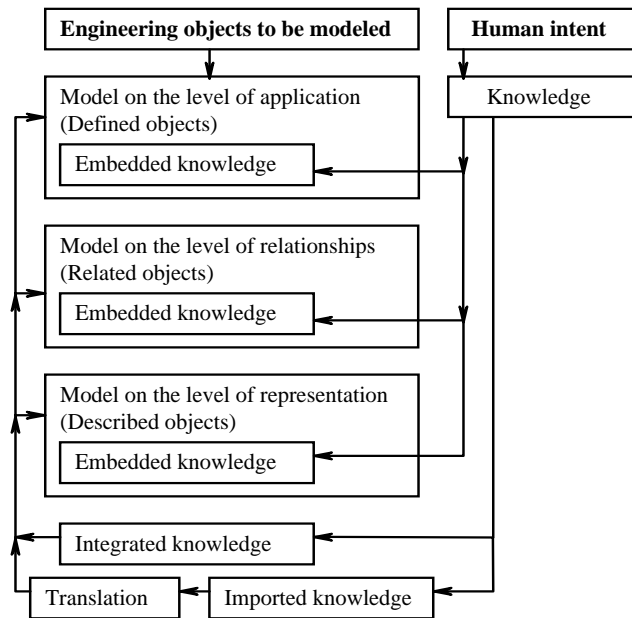 Engineering objects to be modeled
Human intent
Model on the level of application
(Defined objects)
Embedded knowledge
Knowledge
Model on the level of relationships
(Related objects)
Embedded knowledge
Model on the level of representation
(Described objects)
Embedded knowledge
Integrated knowledge
Translation
Imported knowledge